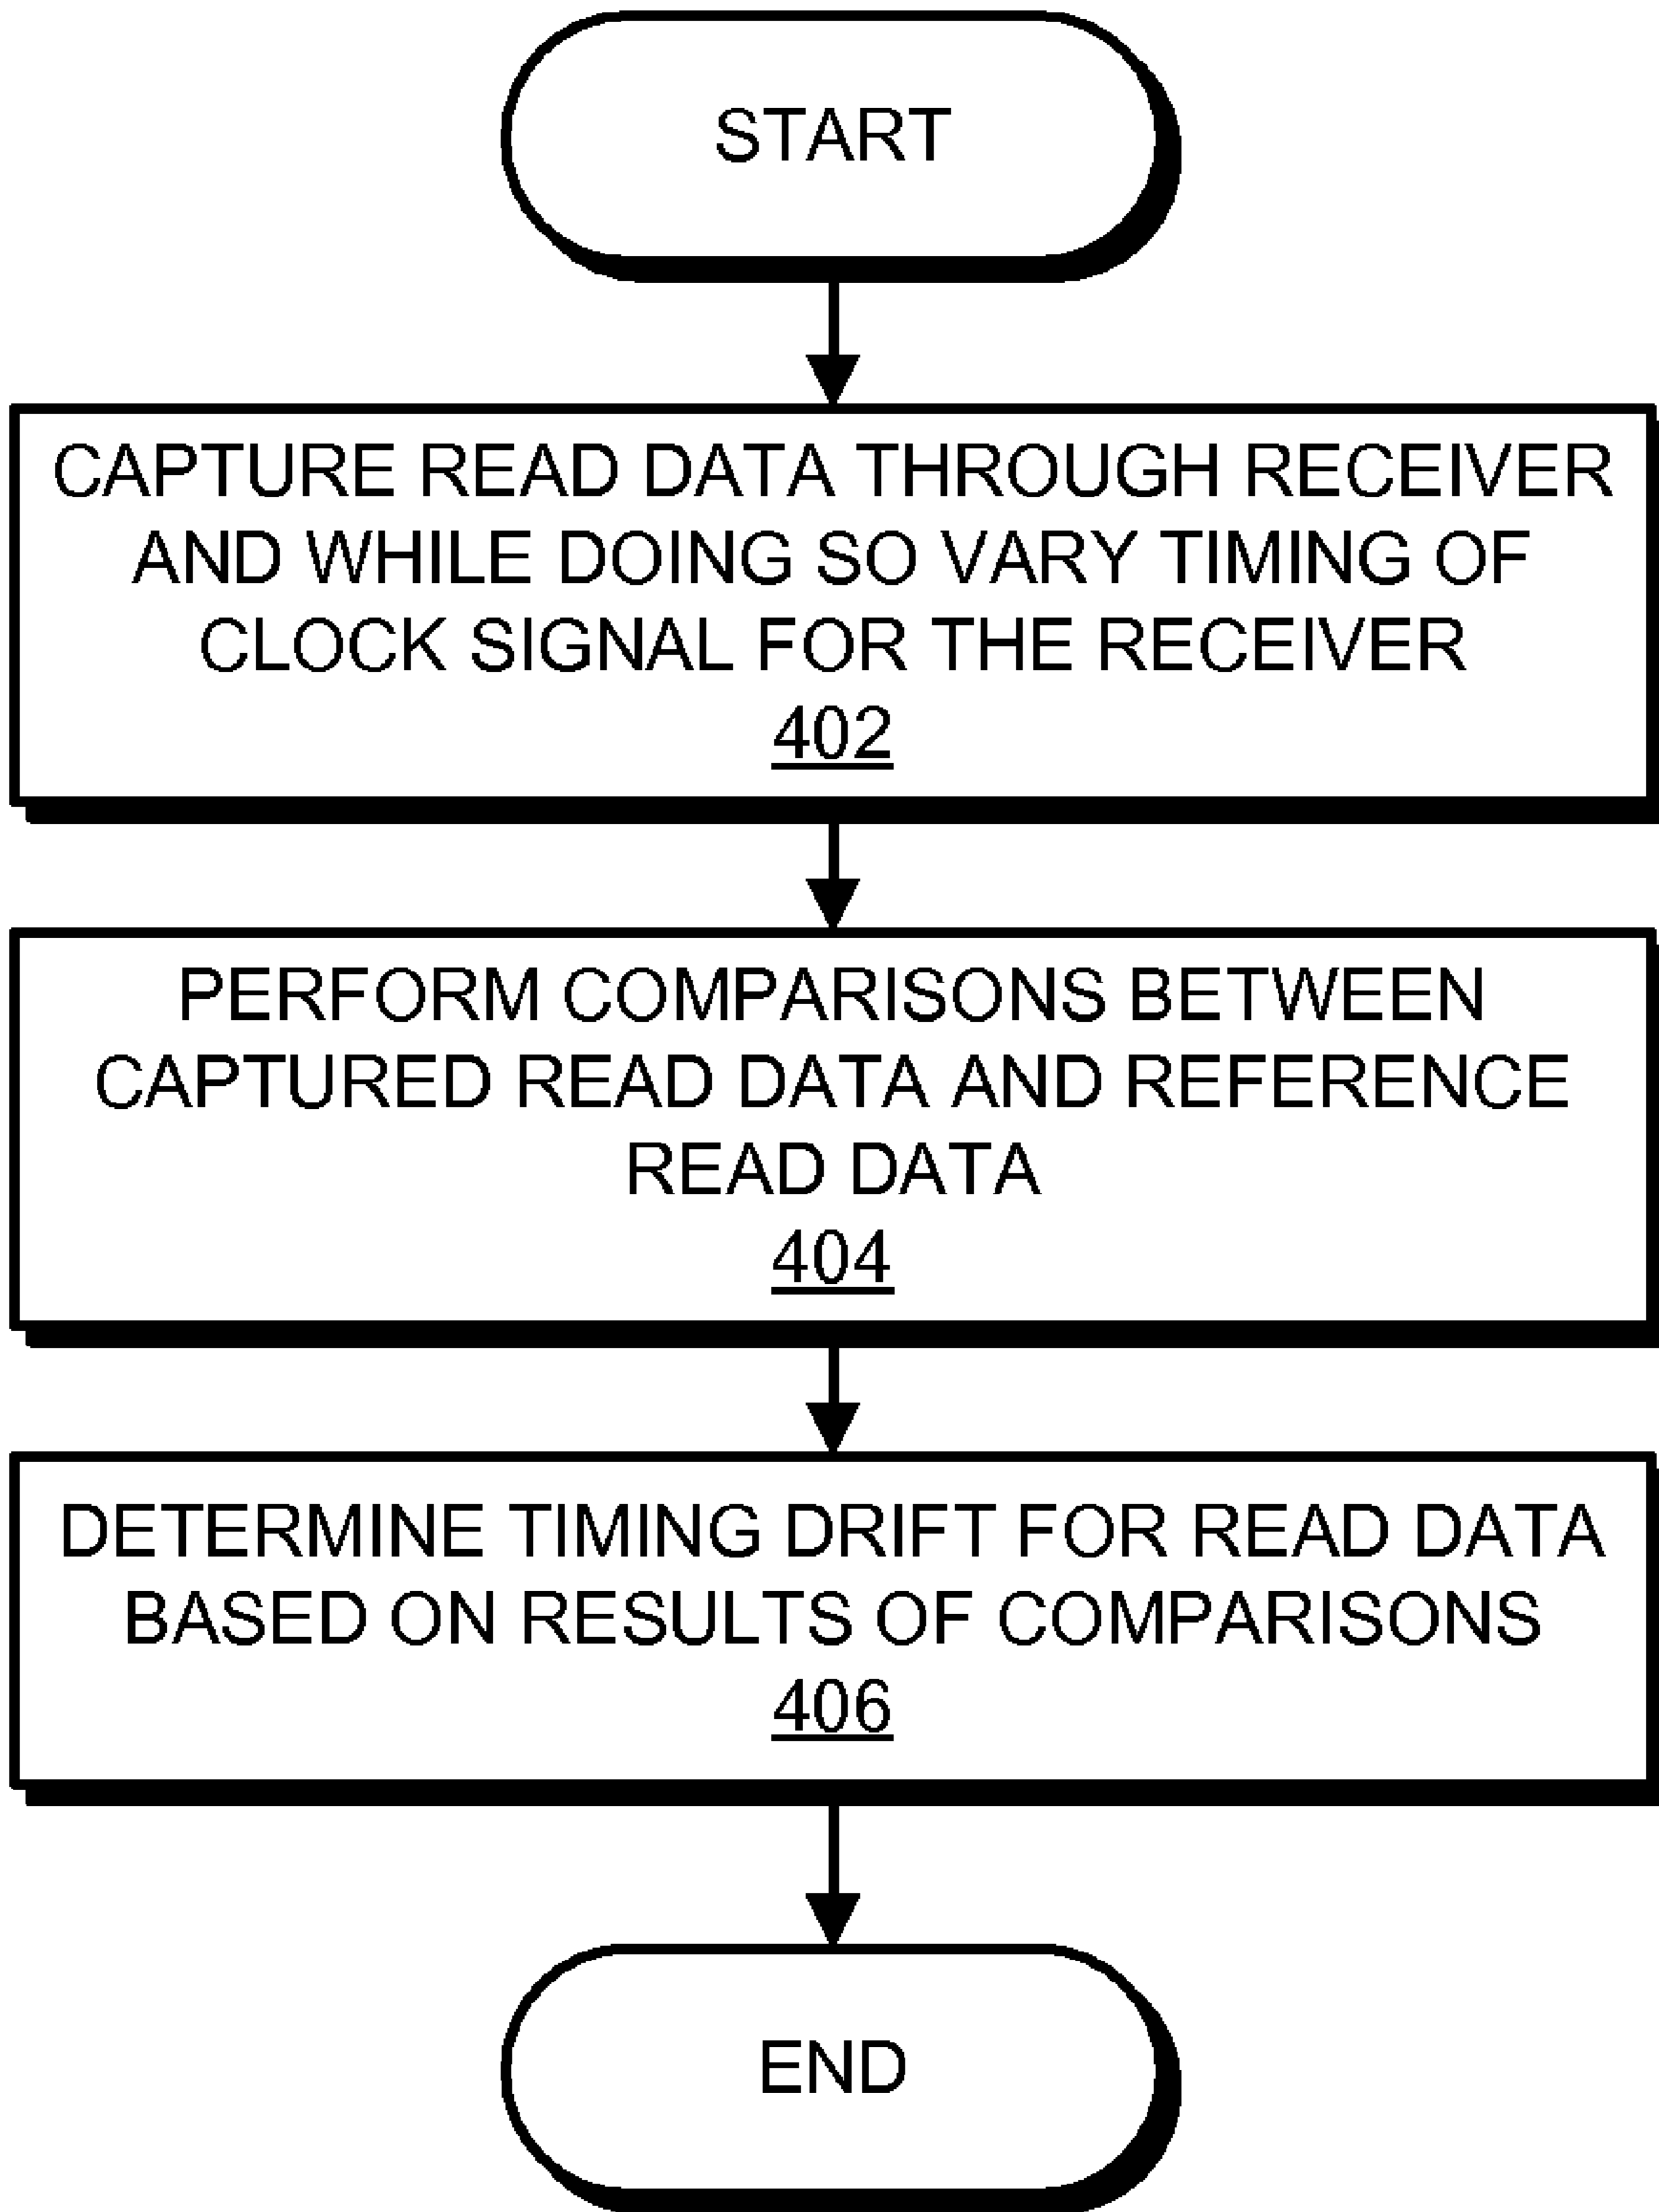 START
CAPTURE READ DATA THROUGH RECEIVER
AND WHILE DOING SO VARY TIMING OF
CLOCK SIGNAL FOR THE RECEIVER
402
PERFORM COMPARISONS BETWEEN
CAPTURED READ DATA AND REFERENCE
READ DATA
404
DETERMINE TIMING DRIFT FOR READ DATA
BASED ON RESULTS OF COMPARISONS
406
END